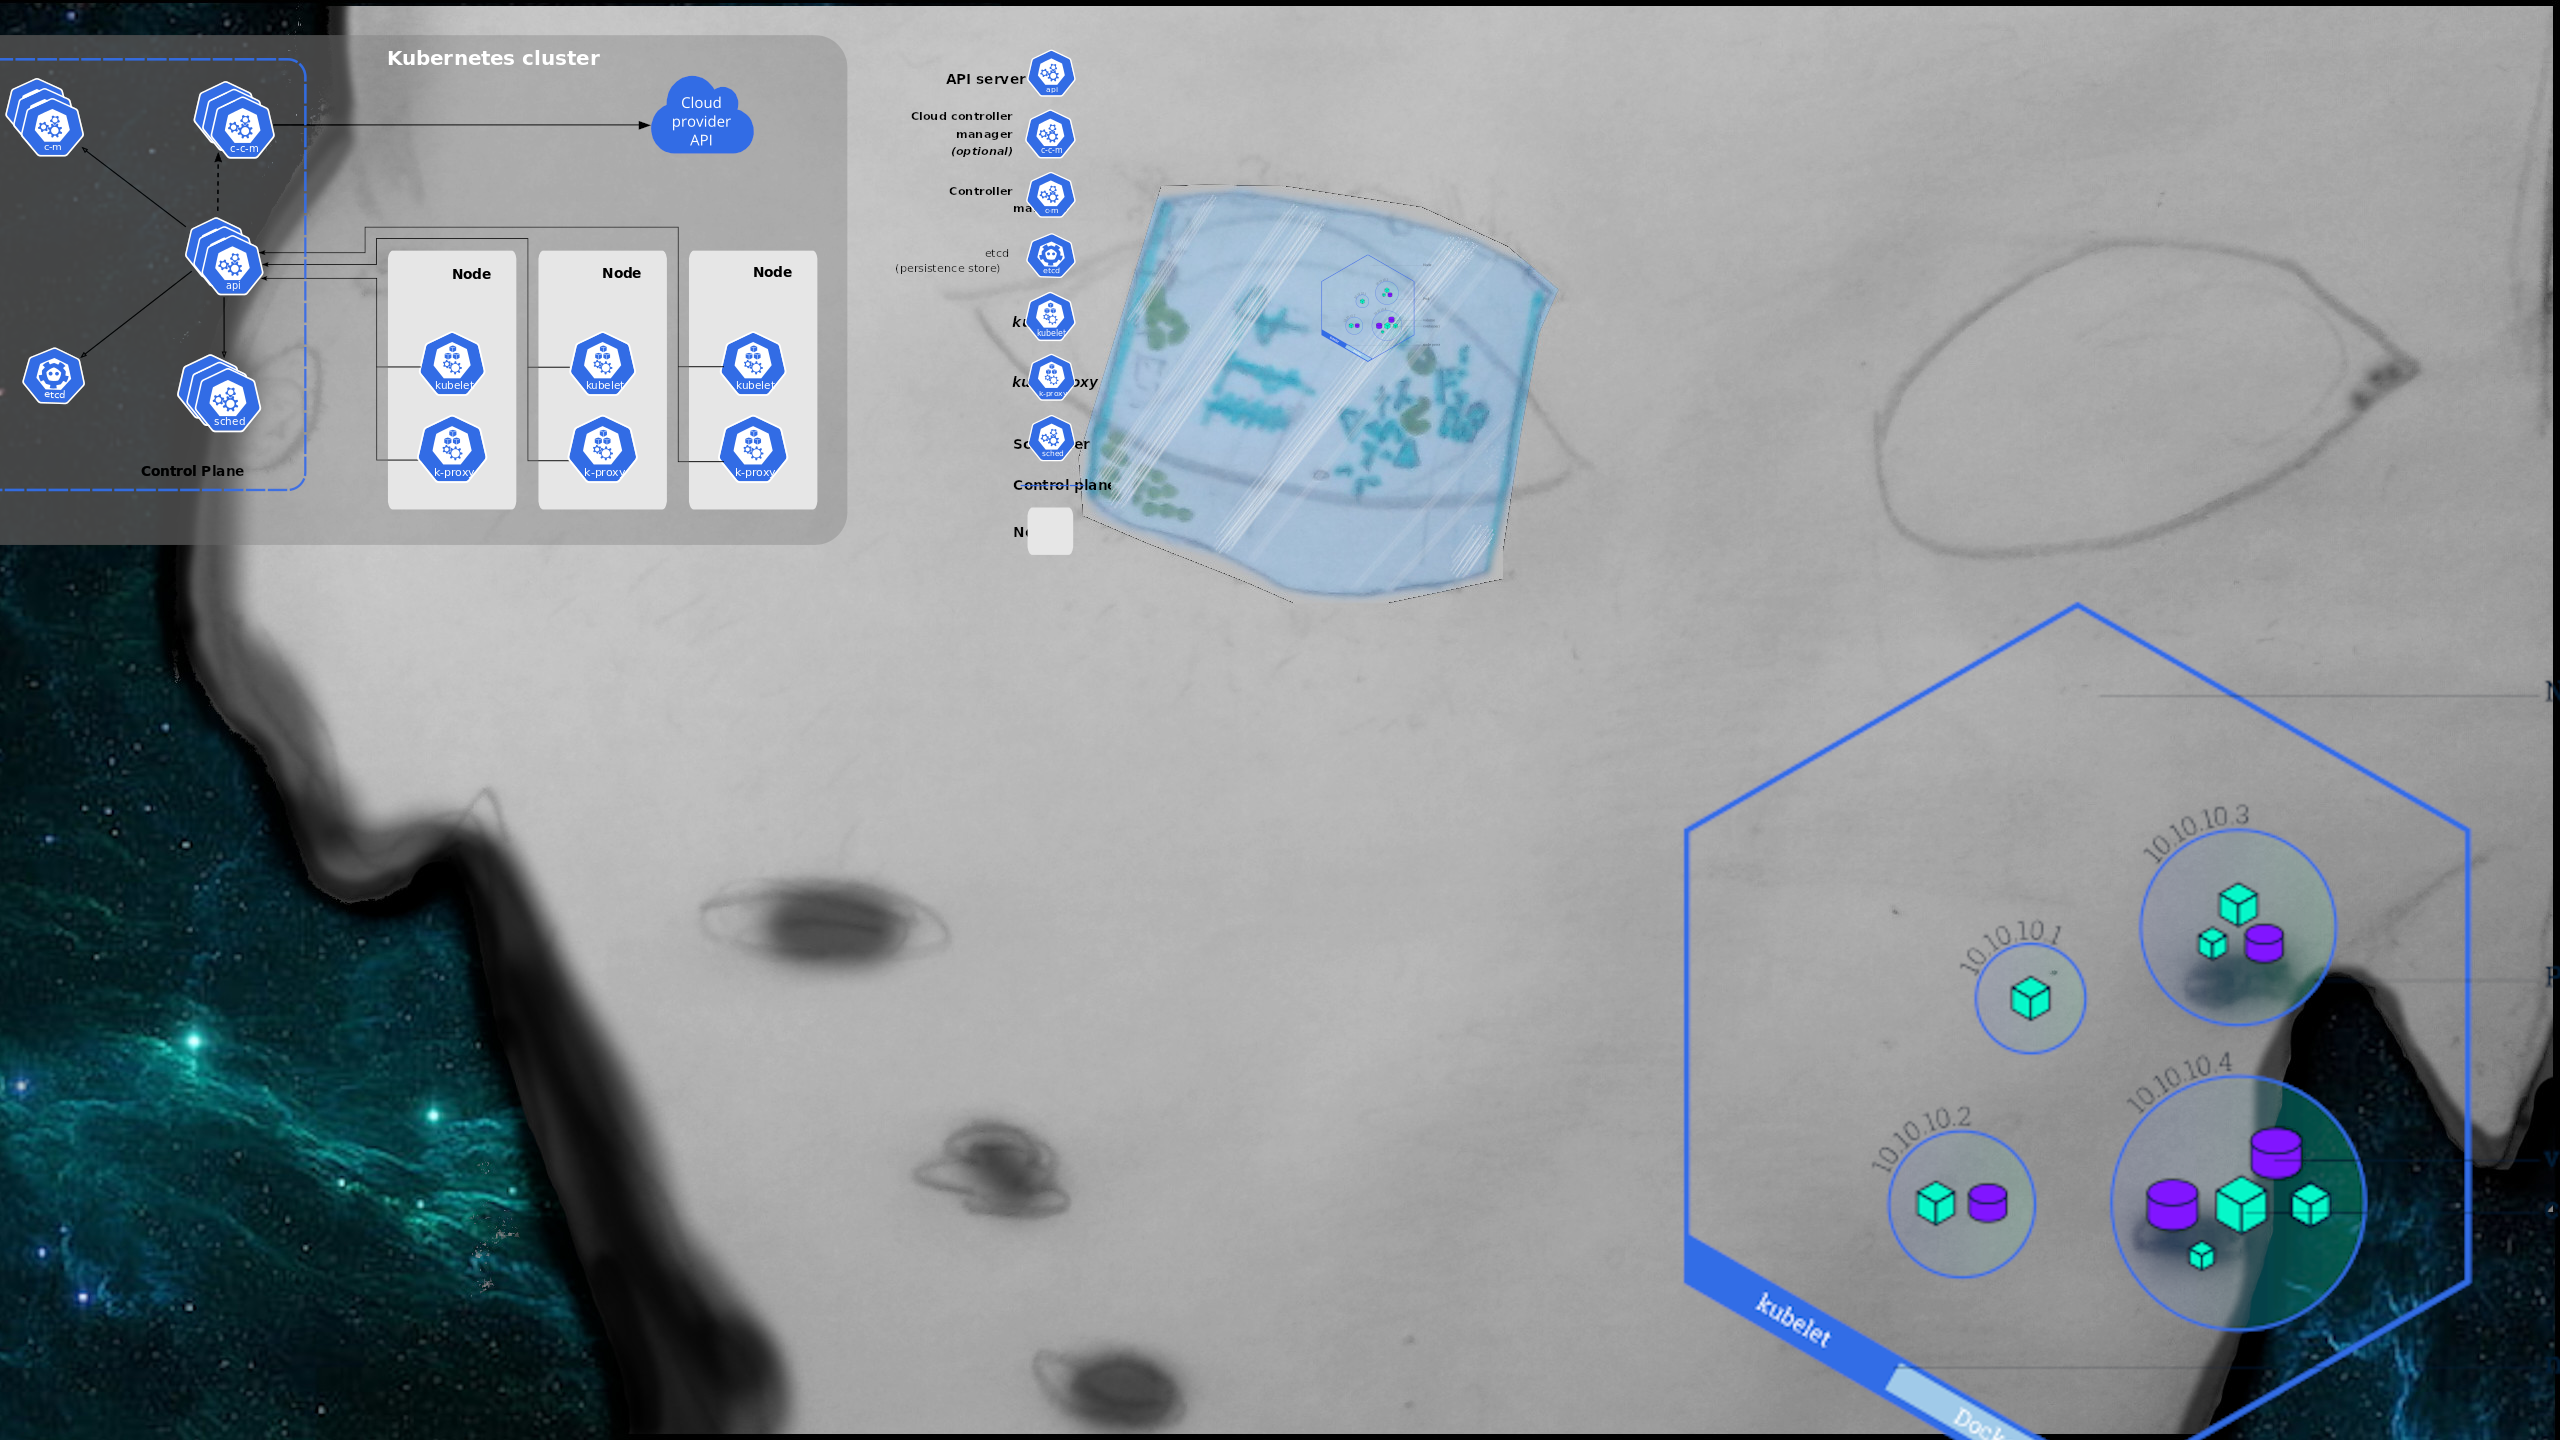 Kubernetes cluster
c-m
c-c-m
Cloud
provider
API
api
etcd
sched
Control Plane
Node
Node
Node
kubelet
kubelet
kubelet
k-proxy
k-proxy
k-proxy
API server
api
Cloud controller
manager
(optional)
c-c-m
Controller
c-m
etcd
(persistence store)
etcd
kubelet
k-proxy
sched
Control plane
10.10.10.3
10.10.10.1
10.10.10.4
10.10.10.2
kubelet